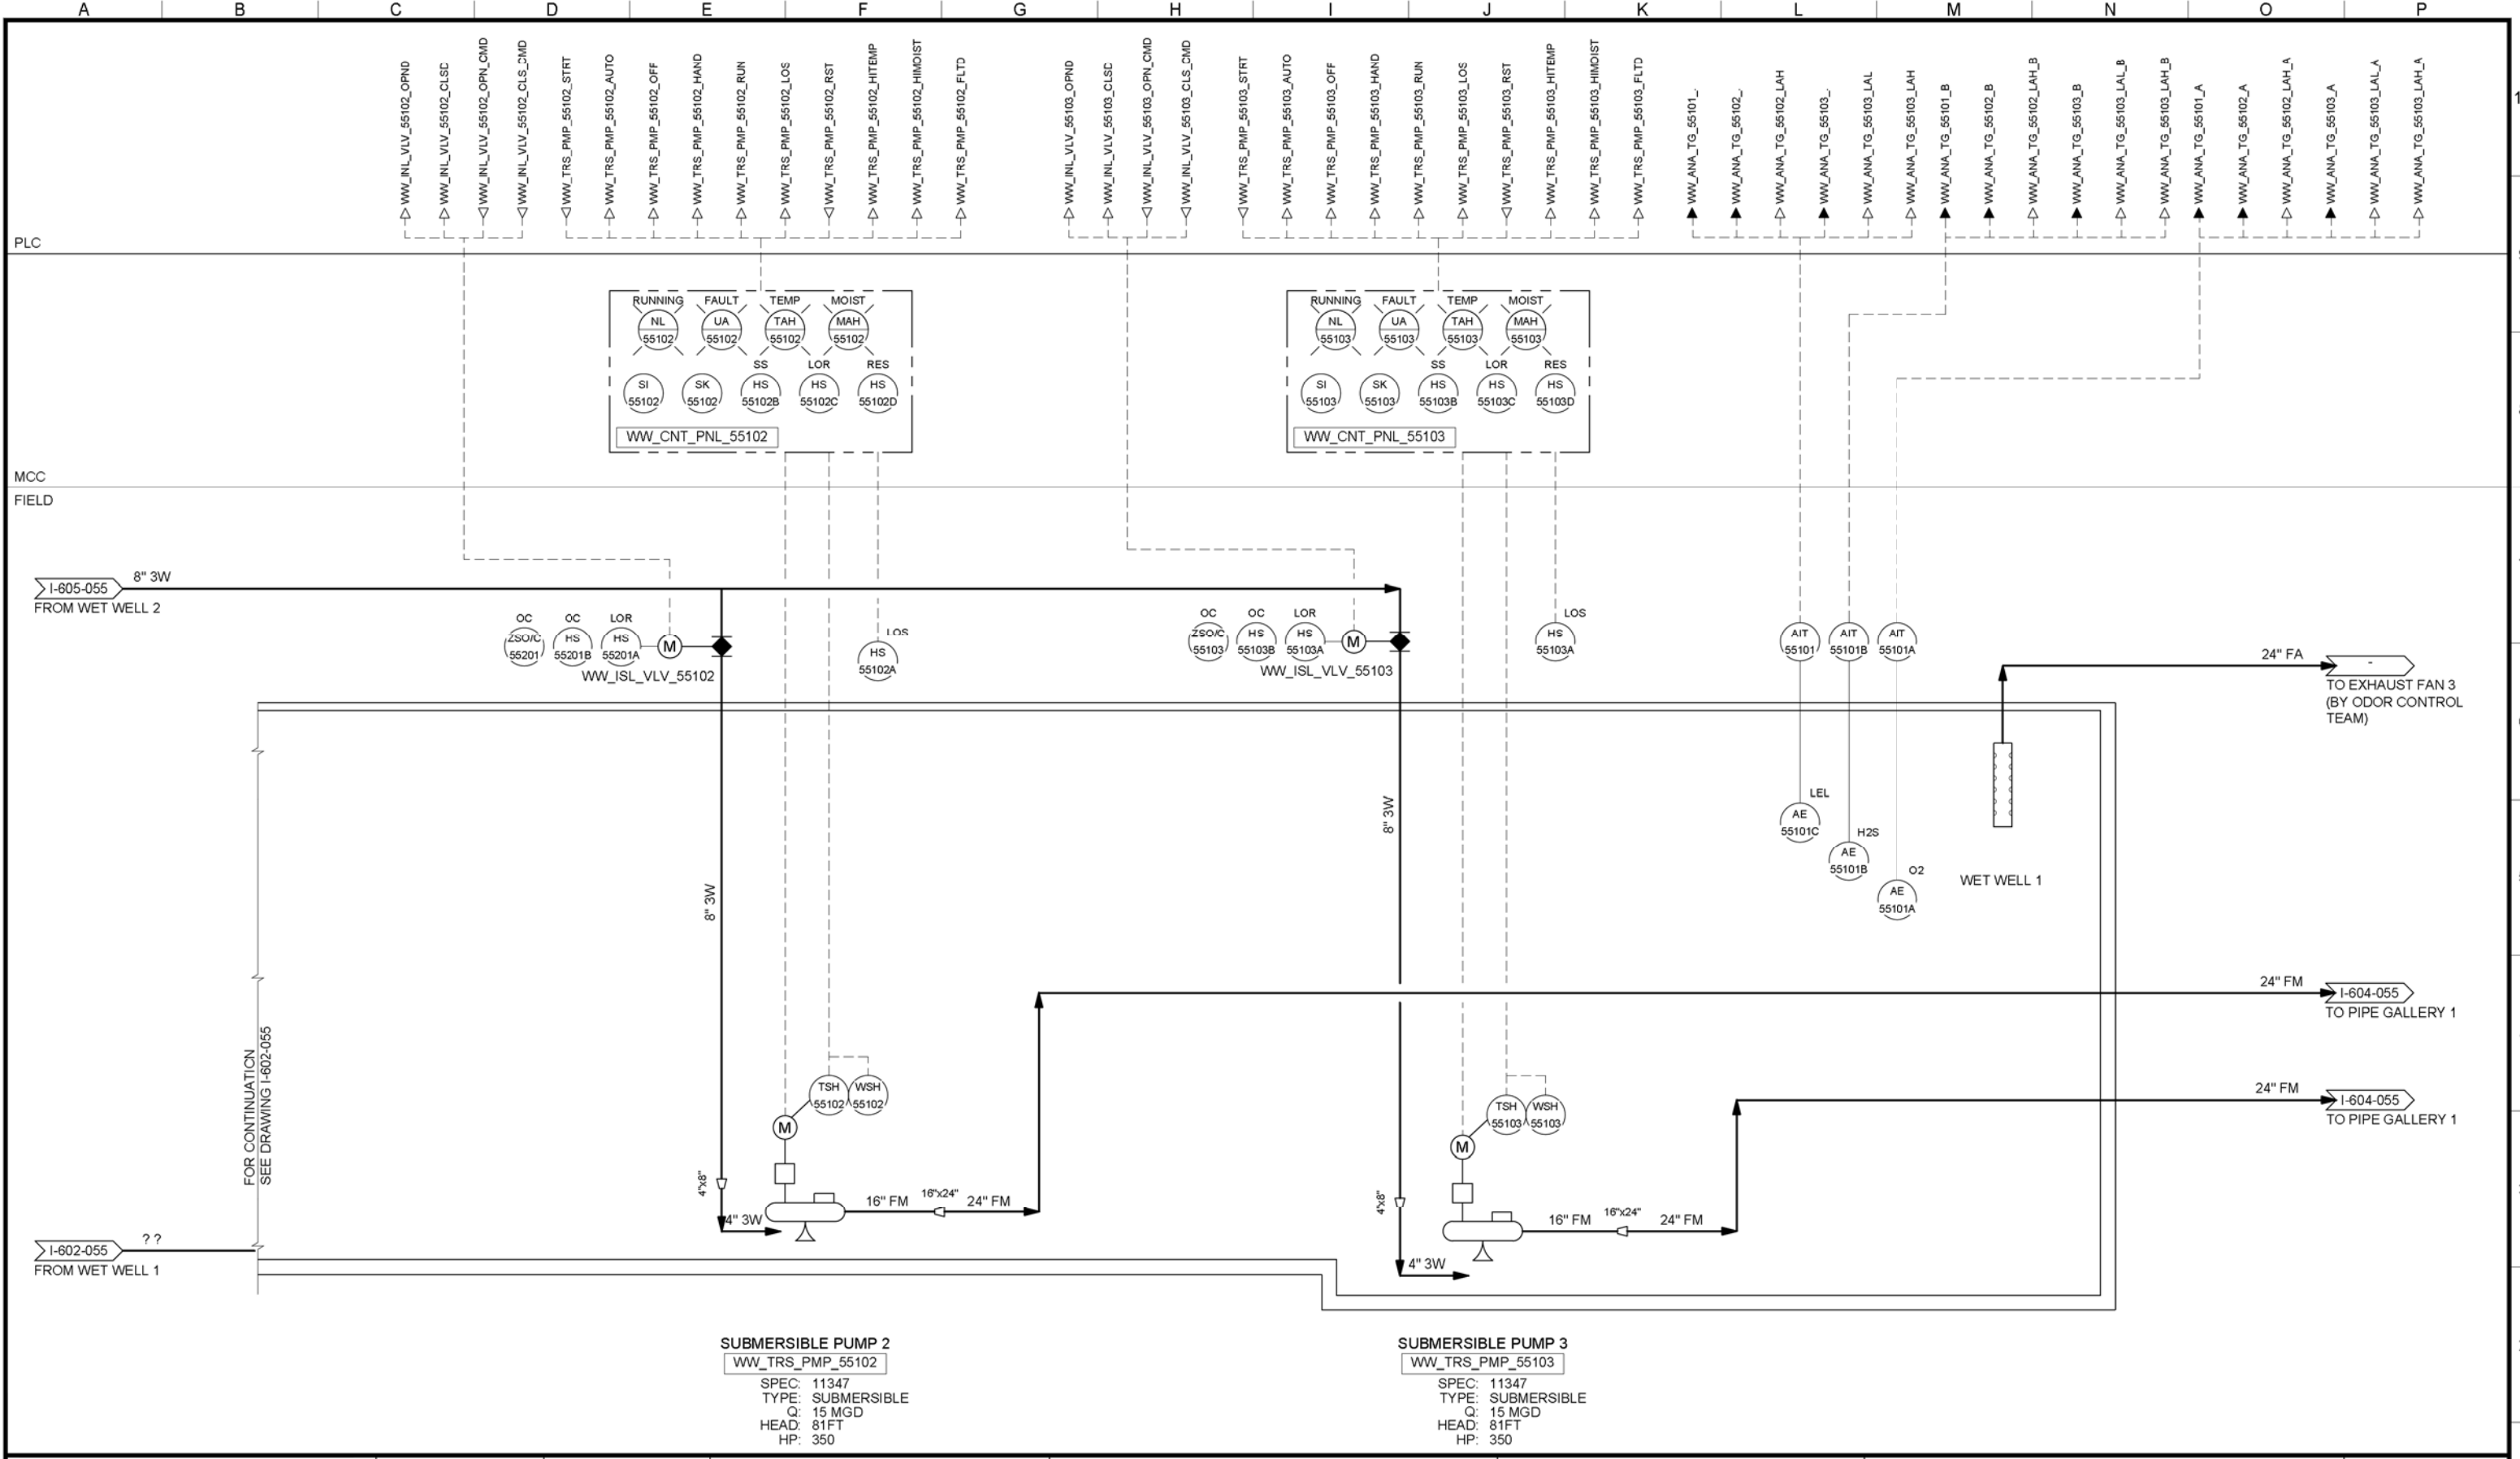 A B C D E F G H I J K L M N O P
WW_INL_VLV_55102_OPND
WW_INL_VLV_55102_CLSD
WW_INL_VLV_55102_OPN_CMD
WW_INL_VLV_55102_CLS_CMD
WW_TRS_PMP_55102_STRT
WW_TRS_PMP_55102_AUTO
WW_TRS_PMP_55102_OFF
WW_TRS_PMP_55102_HAND
WW_TRS_PMP_55102_RUN
WW_TRS_PMP_55102_LOS
WW_TRS_PMP_55102_RST
WW_TRS_PMP_55102_HITEMP
WW_TRS_PMP_55102_HIMOIST
WW_TRS_PMP_55102_FLTD
WW_INL_VLV_55103_OPND
WW_INL_VLV_55103_CLSD
WW_INL_VLV_55103_OPN_CMD
WW_INL_VLV_55103_CLS_CMD
WW_TRS_PMP_55103_STRT
WW_TRS_PMP_55103_AUTO
WW_TRS_PMP_55103_OFF
WW_TRS_PMP_55103_HAND
WW_TRS_PMP_55103_RUN
WW_TRS_PMP_55103_LOS
WW_TRS_PMP_55103_RST
WW_TRS_PMP_55103_HITEMP
WW_TRS_PMP_55103_HIMOIST
WW_TRS_PMP_55103_FLTD
WW_ANA_TG_55101_-
WW_ANA_TG_55102_-
WW_ANA_TG_55102_LAH
WW_ANA_TG_55103_-
WW_ANA_TG_55103_LAL
WW_ANA_TG_55103_LAH
WW_ANA_TG_55101_B
WW_ANA_TG_55102_B
WW_ANA_TG_55102_LAH_B
WW_ANA_TG_55103_B
WW_ANA_TG_55103_LAL_B
WW_ANA_TG_55103_LAH_B
WW_ANA_TG_55101_A
WW_ANA_TG_55102_A
WW_ANA_TG_55102_LAH_A
WW_ANA_TG_55103_A
WW_ANA_TG_55103_LAL_A
WW_ANA_TG_55103_LAH_A
PLC
RUNNING FAULT TEMP MOIST
NL UA TAH MAH
55102 55102 55102 55102
SS LOR RES
SI SK HS HS HS
55102 55102 55102B 55102C 55102D
WW_CNT_PNL_55102
RUNNING FAULT TEMP MOIST
NL UA TAH MAH
55103 55103 55103 55103
SS LOR RES
SI SK HS HS HS
55103 55103 55103B 55103C 55103D
WW_CNT_PNL_55103
MCC
FIELD
I-605-055
8" 3W
FROM WET WELL 2
OC OC LOR
ZSO/C HS HS M
55201 55201B 55201A
WW_ISL_VLV_55102
LOS
HS
55102A
OC OC LOR
ZSO/C HS HS M
55103 55103B 55103A
WW_ISL_VLV_55103
LOS
HS
55103A
AIT AIT AIT
55101 55101B 55101A
24" FA
-
TO EXHAUST FAN 3
(BY ODOR CONTROL
TEAM)
8" 3W
8" 3W
LEL
AE
55101C
H2S
AE
55101B
O2
AE
55101A
WET WELL 1
24" FM
I-604-055
TO PIPE GALLERY 1
24" FM
I-604-055
TO PIPE GALLERY 1
FOR CONTINUATION
SEE DRAWING I-602-055
TSH WSH
55102 55102
M
4"x8"
4" 3W
16" FM 16"x24" 24" FM
TSH WSH
55103 55103
M
4"x8"
4" 3W
16" FM 16"x24" 24" FM
I-602-055
? ?
FROM WET WELL 1
SUBMERSIBLE PUMP 2
WW_TRS_PMP_55102
SPEC: 11347
TYPE: SUBMERSIBLE
Q: 15 MGD
HEAD: 81FT
HP: 350
SUBMERSIBLE PUMP 3
WW_TRS_PMP_55103
SPEC: 11347
TYPE: SUBMERSIBLE
Q: 15 MGD
HEAD: 81FT
HP: 350